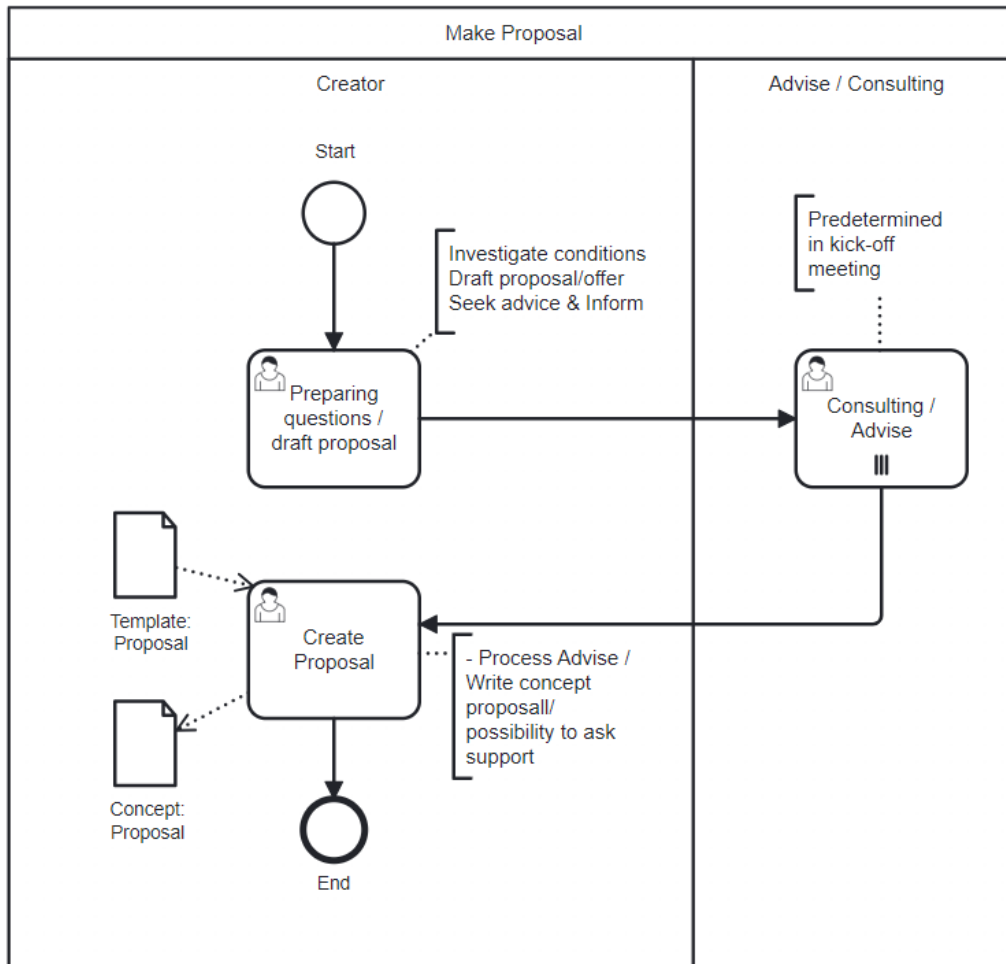 Make Proposal
Creator
Advise / Consulting
Start
Investigate conditions
Draft proposal/offer
Seek advice & Inform
Predetermined
in kick-off
meeting
Preparing
questions /
draft proposal
Consulting /
Advise
Template:
Proposal
Create
Proposal
- Process Advise /
Write concept
proposall/
possibility to ask
support
Concept:
Proposal
End